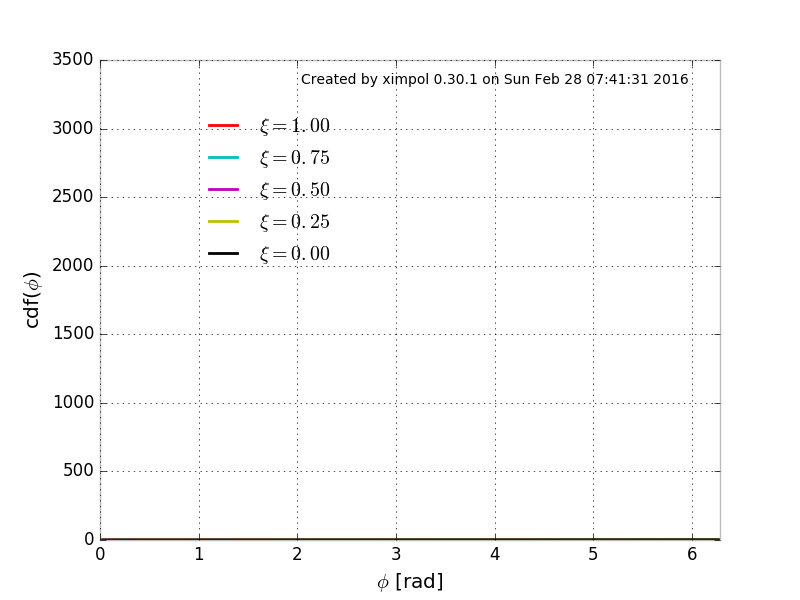 Created by ximpol 0.30.1 on Sun Feb 28 07:41:31 2016
3500
3000
2500
2000
1500
1000
500
0
cdf(ϕ)
ξ=1.00
ξ=0.75
ξ=0.50
ξ=0.25
ξ=0.00
0 1 2 3 4 5 6
ϕ [rad]